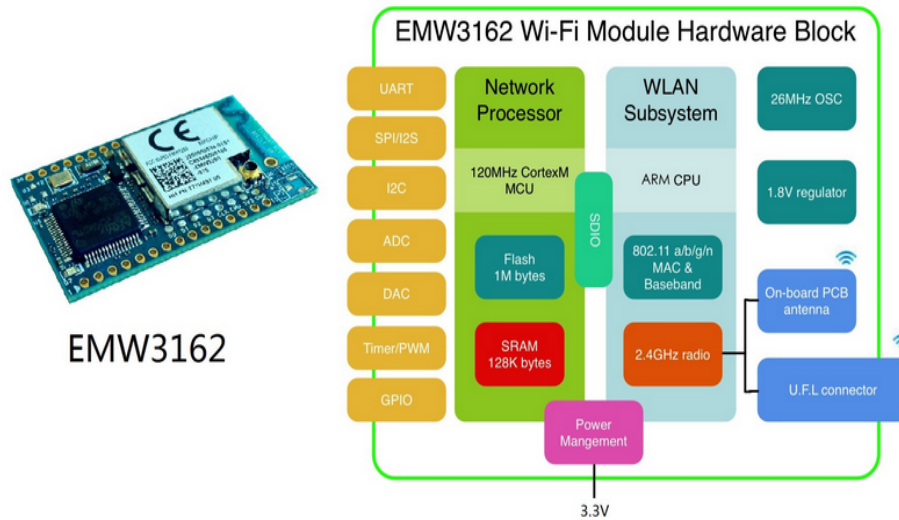 EMW3162 Wi-Fi Module Hardware Block
UART
SPI/I2S
I2C
ADC
DAC
Timer/PWM
GPIO
Network
Processor
120MHz CortexM
MCU
Flash
1M bytes
SRAM
128K bytes
SDIO
WLAN
Subsystem
ARM CPU
802.11 a/b/g/n
MAC &
Baseband
2.4GHz radio
Power
Mangement
3.3V
26MHz OSC
1.8V regulator
On-board PCB
antenna
U.F.L connector
CE
EMW3162